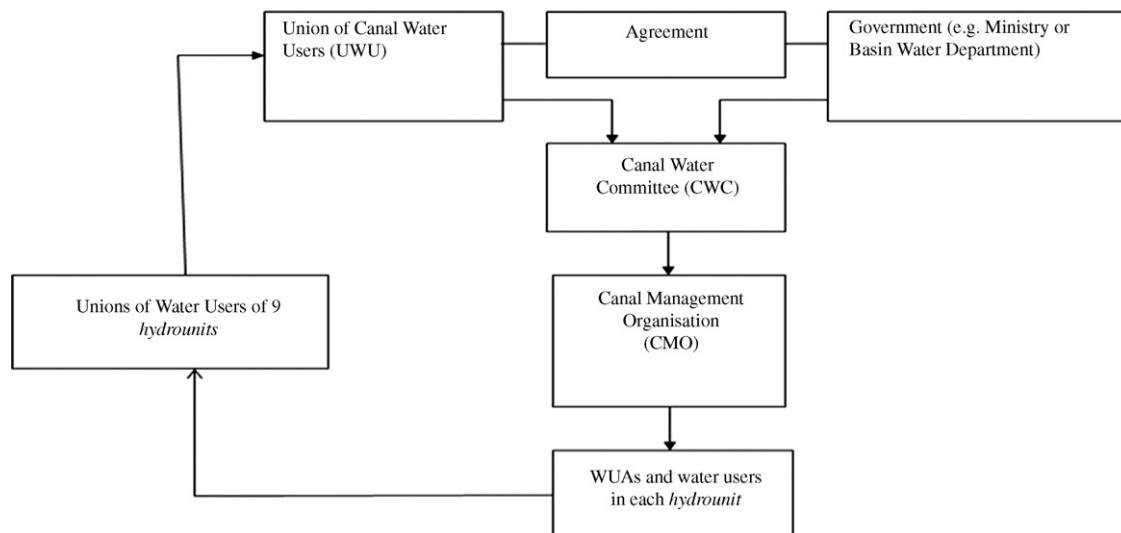 Union of Canal Water
Users (UWU)
Agreement
Government (e.g. Ministry or
Basin Water Department)
Canal Water
Committee (CWC)
Unions of Water Users of 9
hydrounits
Canal Management
Organisation
(CMO)
WUAs and water users
in each hydrounit